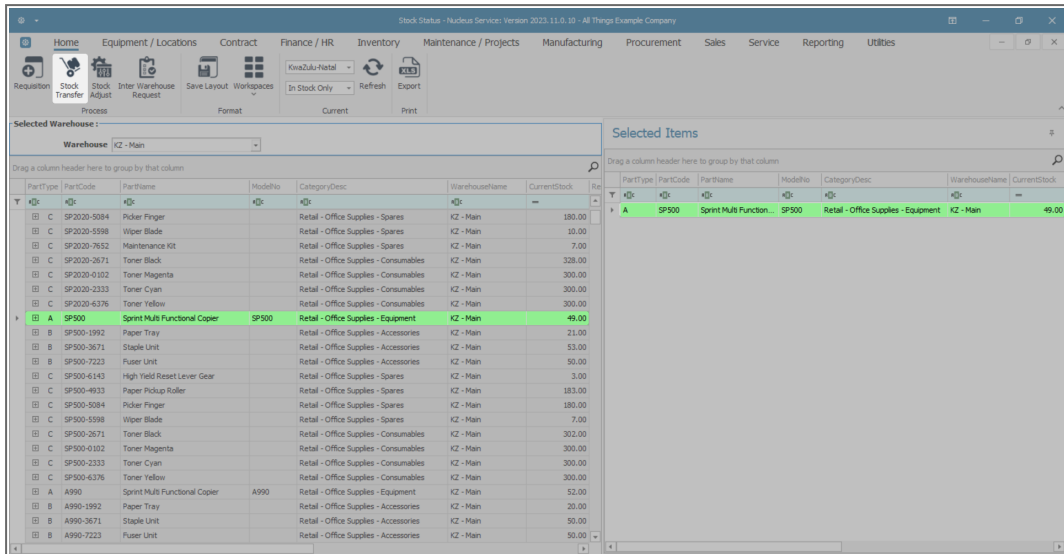 Stock Status - Nucleus Service: Version 2023.11.0.10 - All Things Example Company
Home Equipment / Locations Contract Finance / HR Inventory Maintenance / Projects Manufacturing Procurement Sales Service Reporting Utilities
Requisition Stock Transfer Stock Adjust Inter Warehouse Request Save Layout Workspaces KwaZulu-Natal In Stock Only Refresh XLS Export
Process Format Current Print
Selected Warehouse :
Warehouse KZ - Main
Drag a column header here to group by that column
PartType PartCode PartName ModelNo CategoryDesc WarehouseName CurrentStock Re
C SP2020-5084 Picker Finger Retail - Office Supplies - Spares KZ - Main 180.00
C SP2020-5598 Wiper Blade Retail - Office Supplies - Spares KZ - Main 10.00
C SP2020-7652 Maintenance Kit Retail - Office Supplies - Spares KZ - Main 7.00
C SP2020-2671 Toner Black Retail - Office Supplies - Consumables KZ - Main 328.00
C SP2020-0102 Toner Magenta Retail - Office Supplies - Consumables KZ - Main 300.00
C SP2020-2333 Toner Cyan Retail - Office Supplies - Consumables KZ - Main 300.00
C SP2020-6376 Toner Yellow Retail - Office Supplies - Consumables KZ - Main 300.00
A SP500 Sprint Multi Functional Copier SP500 Retail - Office Supplies - Equipment KZ - Main 49.00
B SP500-1992 Paper Tray Retail - Office Supplies - Accessories KZ - Main 21.00
B SP500-3671 Staple Unit Retail - Office Supplies - Accessories KZ - Main 53.00
B SP500-7223 Fuser Unit Retail - Office Supplies - Accessories KZ - Main 50.00
C SP500-6143 High Yield Reset Lever Gear Retail - Office Supplies - Spares KZ - Main 3.00
C SP500-4933 Paper Pickup Roller Retail - Office Supplies - Spares KZ - Main 183.00
C SP500-5084 Picker Finger Retail - Office Supplies - Spares KZ - Main 180.00
C SP500-5598 Wiper Blade Retail - Office Supplies - Spares KZ - Main 7.00
C SP500-2671 Toner Black Retail - Office Supplies - Consumables KZ - Main 302.00
C SP500-0102 Toner Magenta Retail - Office Supplies - Consumables KZ - Main 300.00
C SP500-2333 Toner Cyan Retail - Office Supplies - Consumables KZ - Main 300.00
C SP500-6376 Toner Yellow Retail - Office Supplies - Consumables KZ - Main 300.00
A A990 Sprint Multi Functional Copier A990 Retail - Office Supplies - Equipment KZ - Main 52.00
B A990-1992 Paper Tray Retail - Office Supplies - Accessories KZ - Main 20.00
B A990-3671 Staple Unit Retail - Office Supplies - Accessories KZ - Main 50.00
B A990-7223 Fuser Unit Retail - Office Supplies - Accessories KZ - Main 50.00
Selected Items
Drag a column header here to group by that column
PartType PartCode PartName ModelNo CategoryDesc WarehouseName CurrentStock
A SP500 Sprint Multi Function... SP500 Retail - Office Supplies - Equipment KZ - Main 49.00